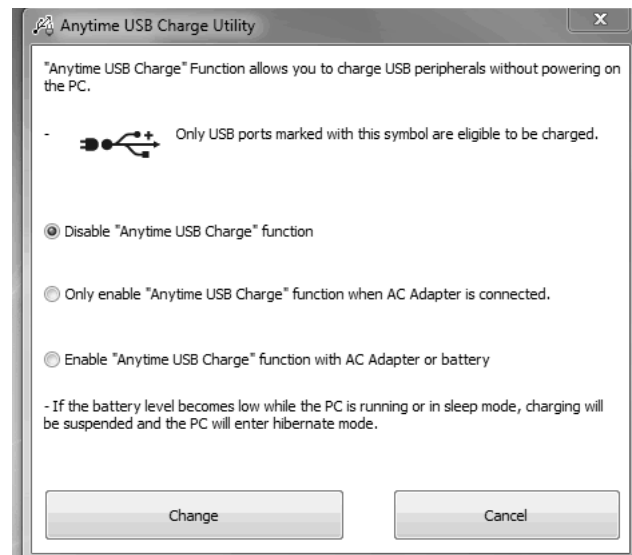 Anytime USB Charge Utility
"Anytime USB Charge" Function allows you to charge USB peripherals without powering on
the PC.
- Only USB ports marked with this symbol are eligible to be charged.
Disable "Anytime USB Charge" function
Only enable "Anytime USB Charge" function when AC Adapter is connected.
Enable "Anytime USB Charge" function with AC Adapter or battery
- If the battery level becomes low while the PC is running or in sleep mode, charging will
be suspended and the PC will enter hibernate mode.
Change Cancel